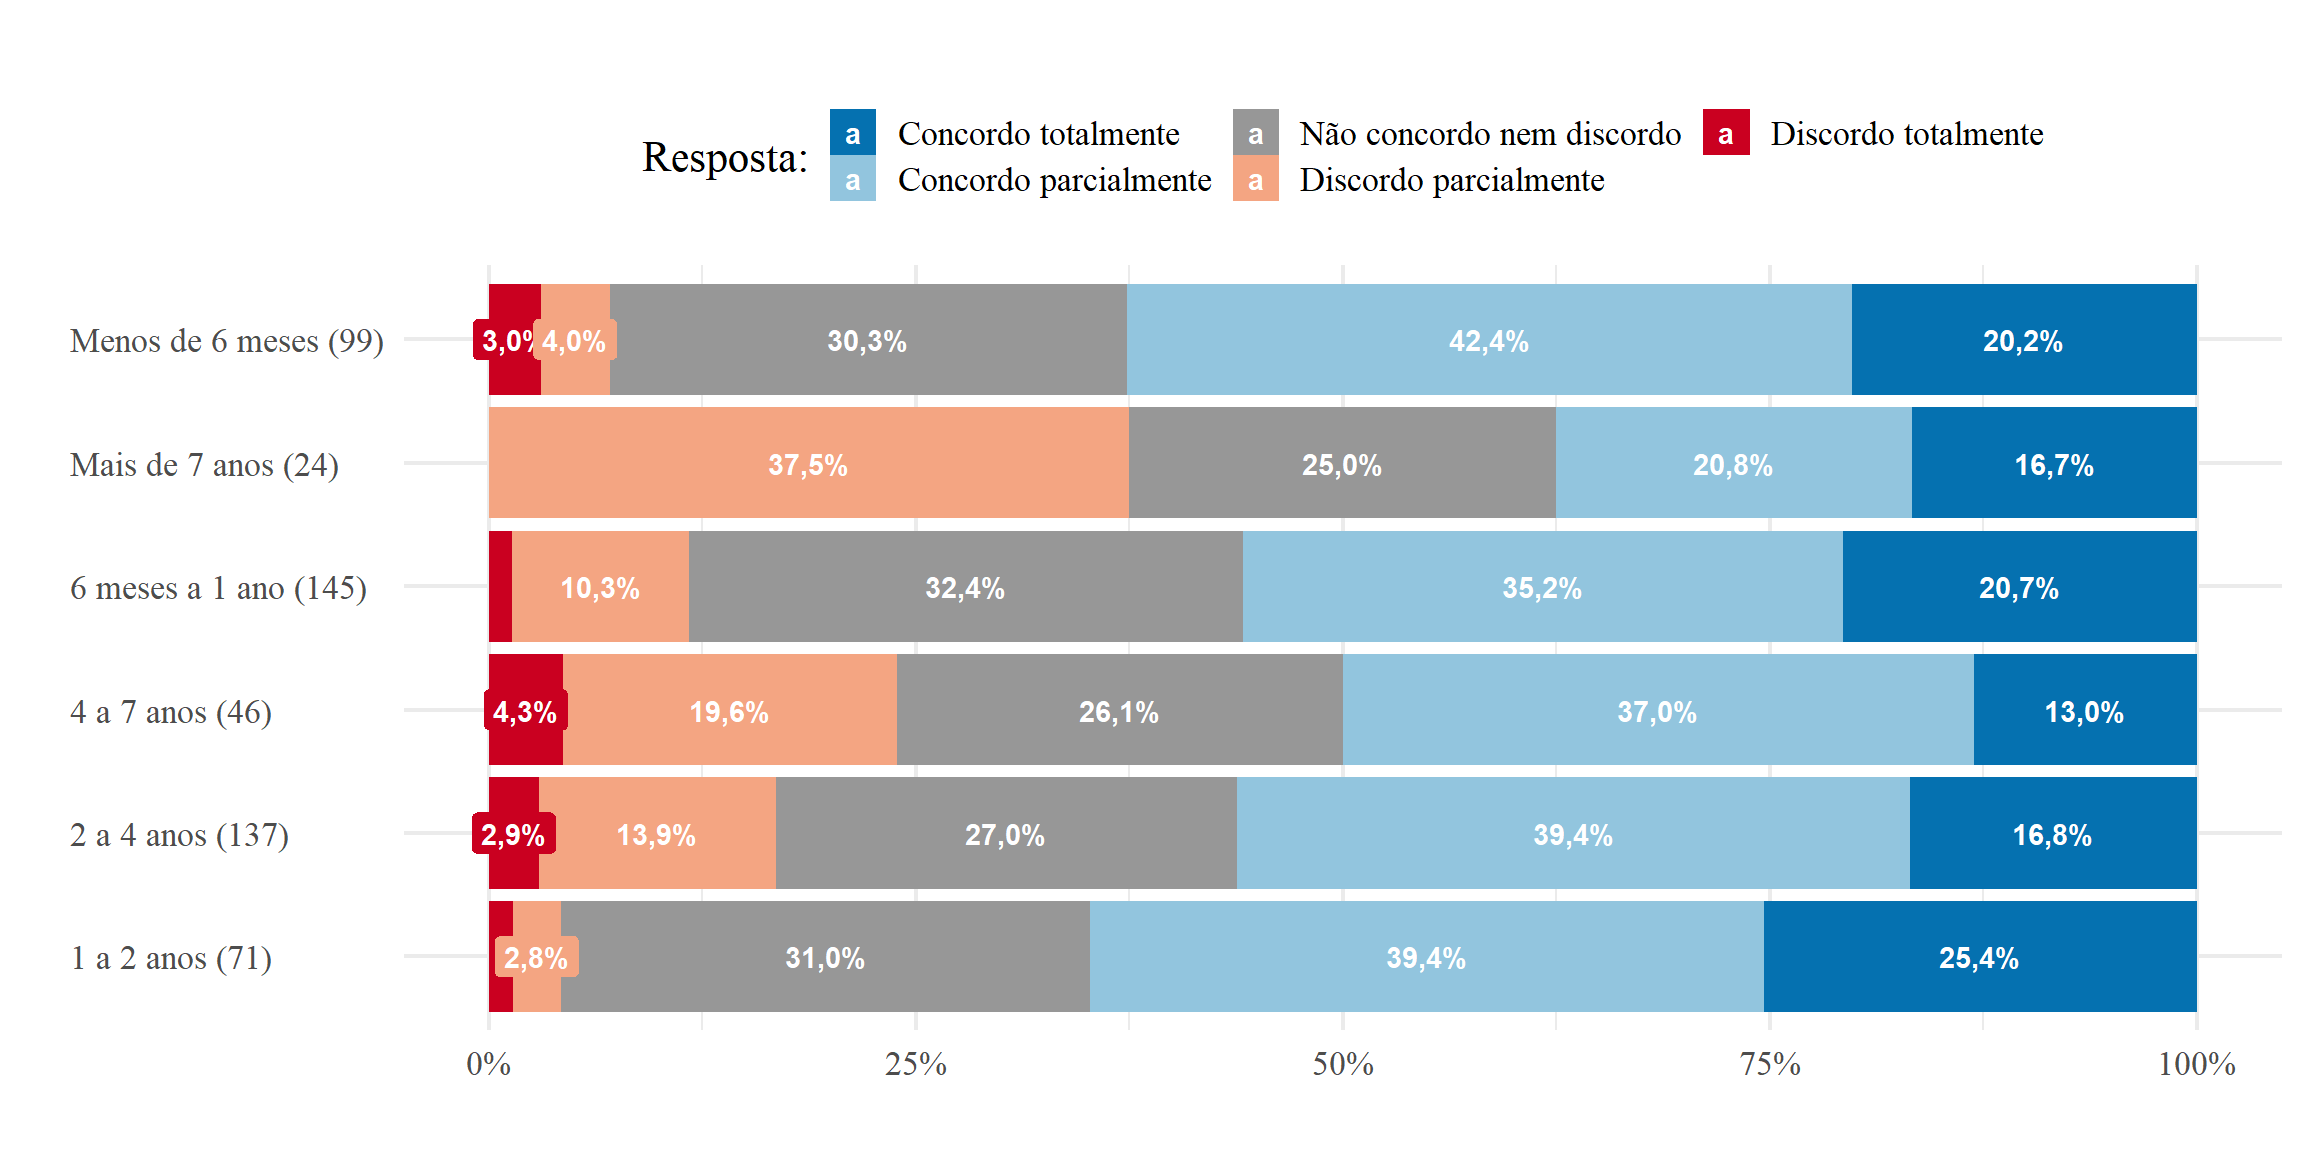 Resposta:
a Concordo totalmente
a Concordo parcialmente
a Não concordo nem discordo
a Discordo parcialmente
a Discordo totalmente
Menos de 6 meses (99) 3,0% 4,0% 30,3% 42,4% 20,2%
Mais de 7 anos (24) 37,5% 25,0% 20,8% 16,7%
6 meses a 1 ano (145) 10,3% 32,4% 35,2% 20,7%
4 a 7 anos (46) 4,3% 19,6% 26,1% 37,0% 13,0%
2 a 4 anos (137) 2,9% 13,9% 27,0% 39,4% 16,8%
1 a 2 anos (71) 2,8% 31,0% 39,4% 25,4%
0% 25% 50% 75% 100%